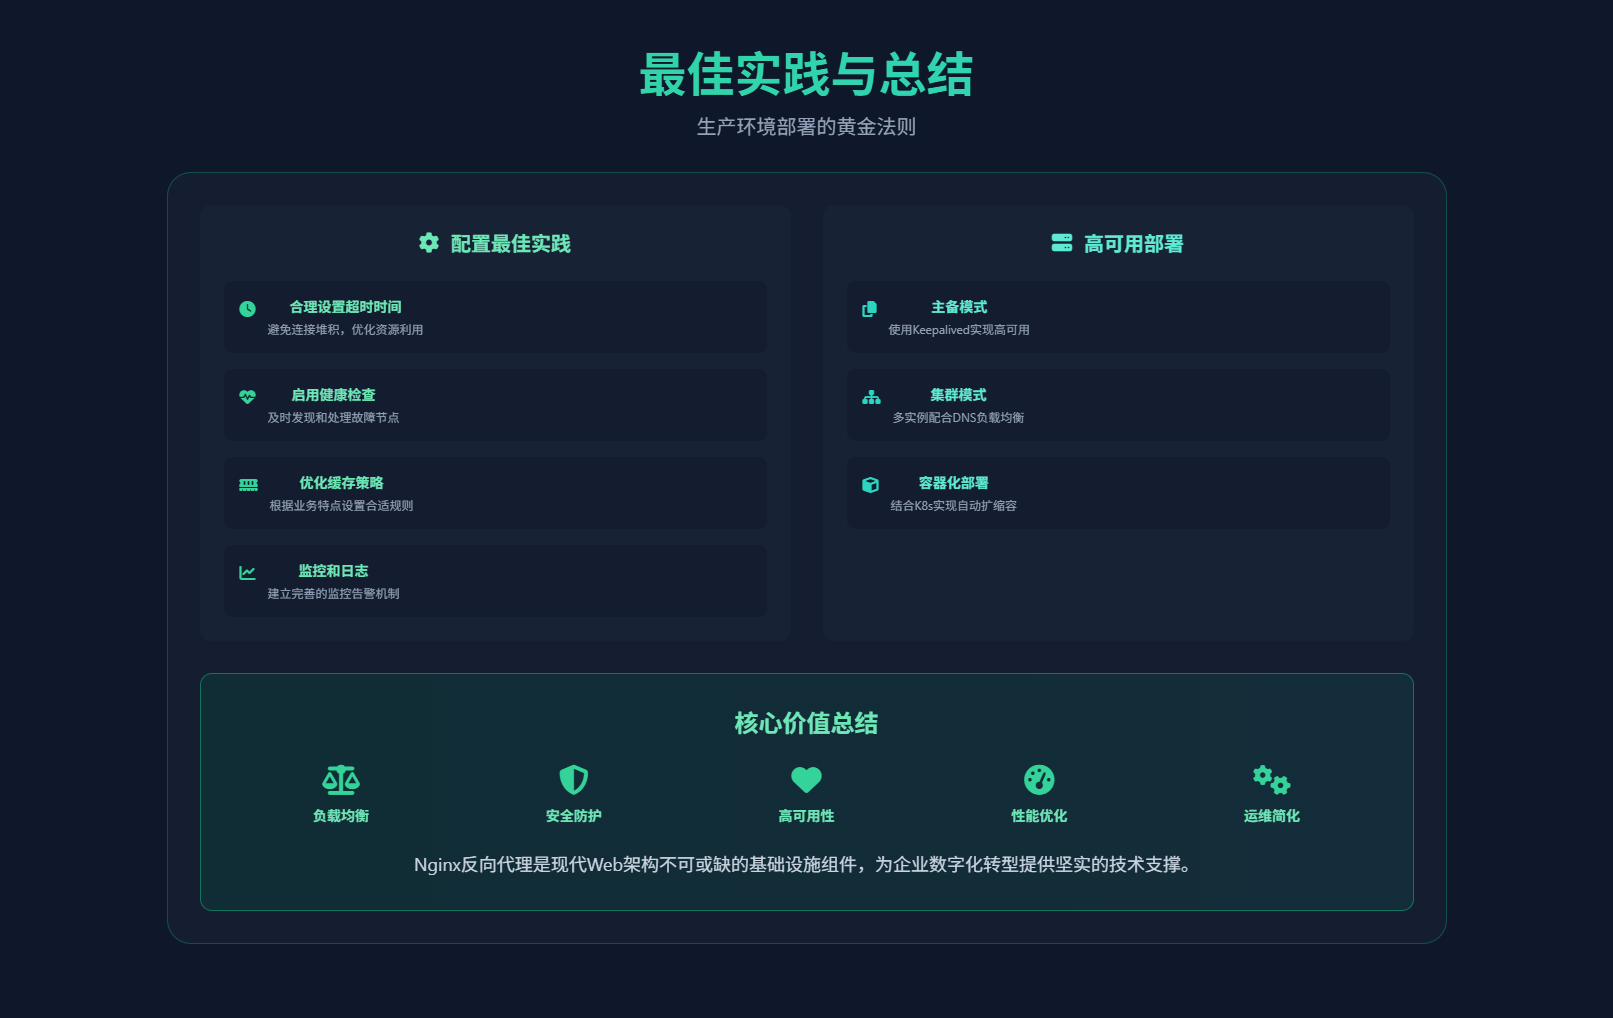 最佳实践与总结
生产环境部署的黄金法则
配置最佳实践
合理设置超时时间
避免连接堆积，优化资源利用
启用健康检查
及时发现和处理故障节点
优化缓存策略
根据业务特点设置合适规则
监控和日志
建立完善的监控告警机制
高可用部署
主备模式
使用Keepalived实现高可用
集群模式
多实例配合DNS负载均衡
容器化部署
结合K8s实现自动扩缩容
核心价值总结
负载均衡
安全防护
高可用性
性能优化
运维简化
Nginx反向代理是现代Web架构不可或缺的基础设施组件，为企业数字化转型提供坚实的技术支撑。